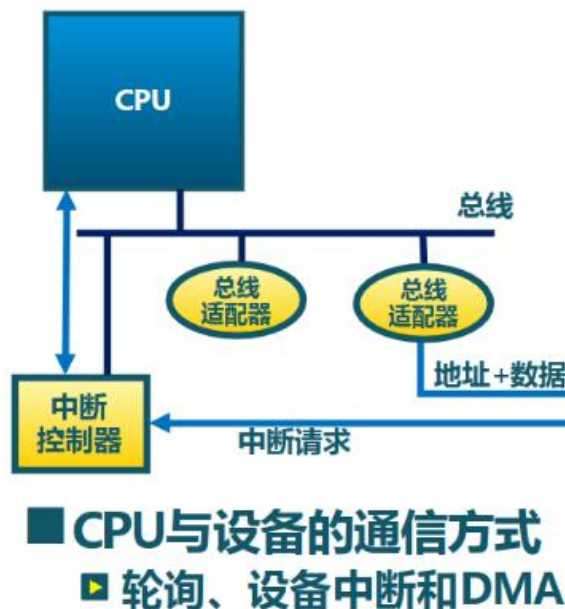 CPU
总线
总线
适配器
总线
适配器
地址+数据
中断
控制器
中断请求
CPU与设备的通信方式
轮询、设备中断和DMA